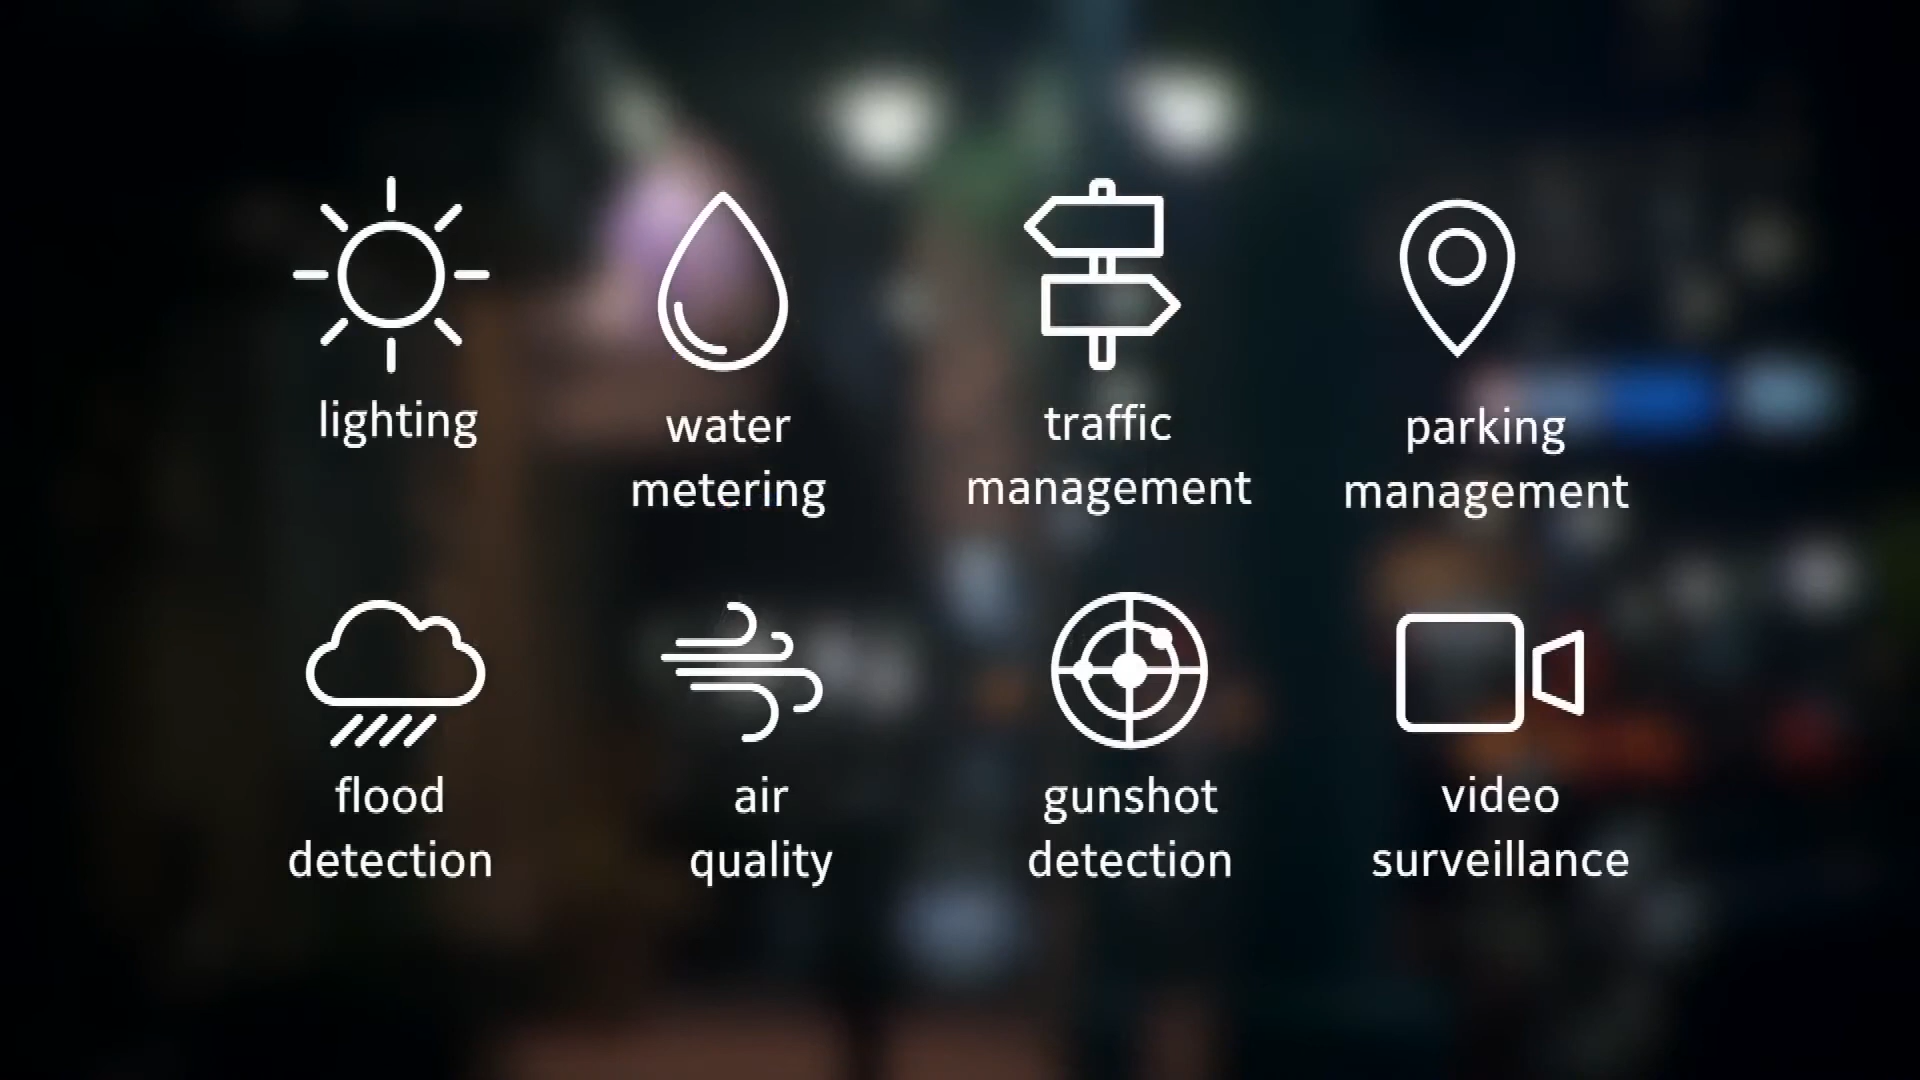 lighting
water
metering
traffic
management
parking
management
flood
detection
air
quality
gunshot
detection
video
surveillance